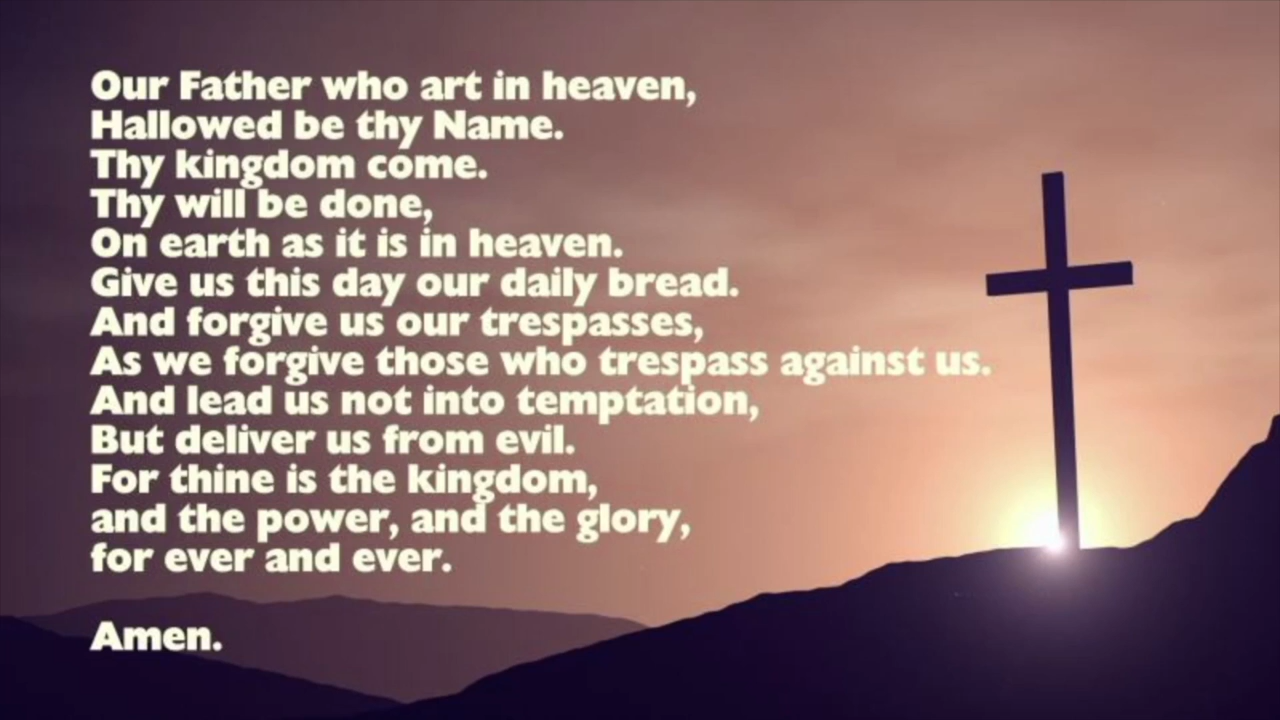 Our Father who art in heaven,
Hallowed be thy Name.
Thy kingdom come.
Thy will be done,
On earth as it is in heaven.
Give us this day our daily bread.
And forgive us our trespasses,
As we forgive those who trespass against us.
And lead us not into temptation,
But deliver us from evil.
For thine is the kingdom,
and the power, and the glory,
for ever and ever.
Amen.